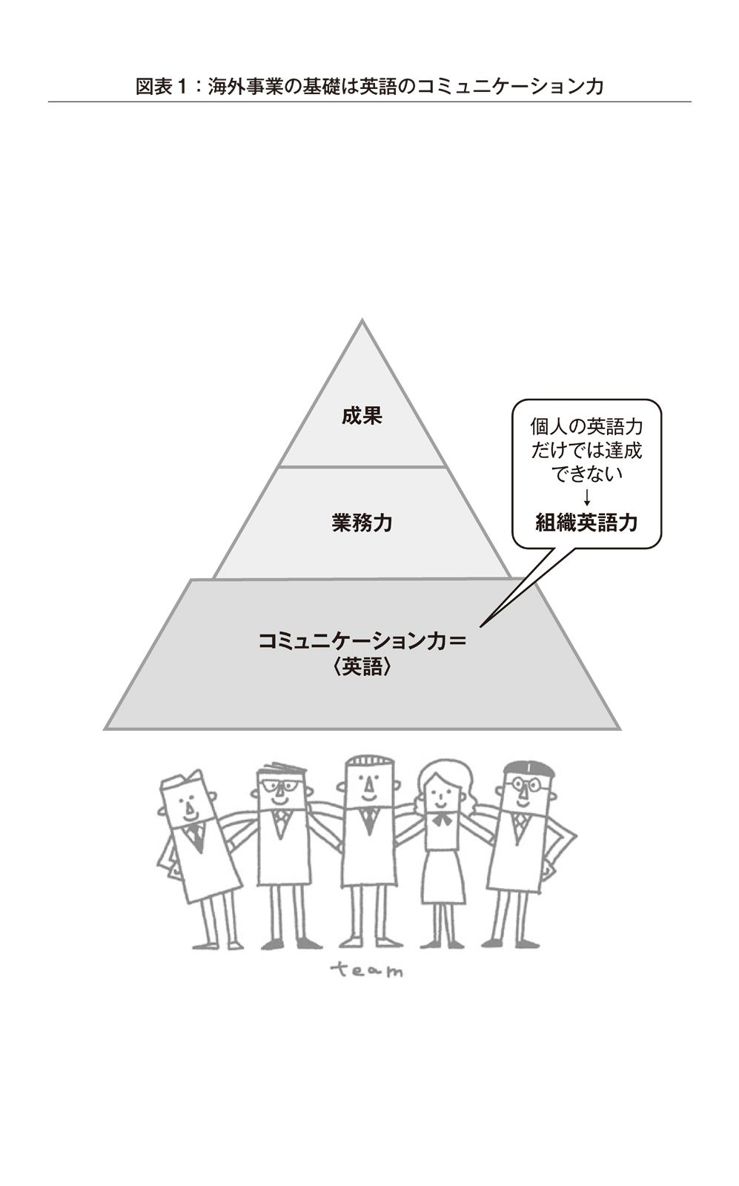 図表1：海外事業の基礎は英語のコミュニケーション力
成果
個人の英語力
だけでは達成
できない
↓
組織英語力
業務力
コミュニケーション力＝
〈英語〉
team